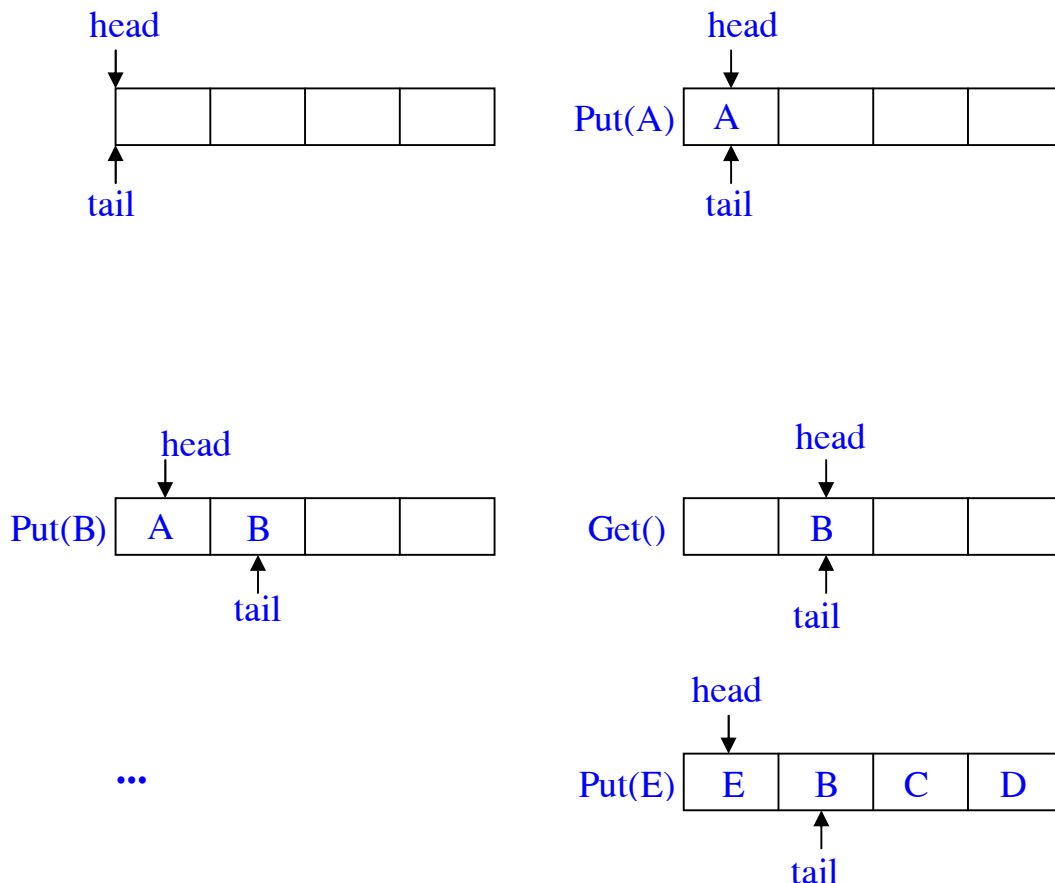 head
tail
head
Put(A) A
tail
head
Put(B) A B
tail
head
Get() B
tail
...
head
Put(E) E B C D
tail